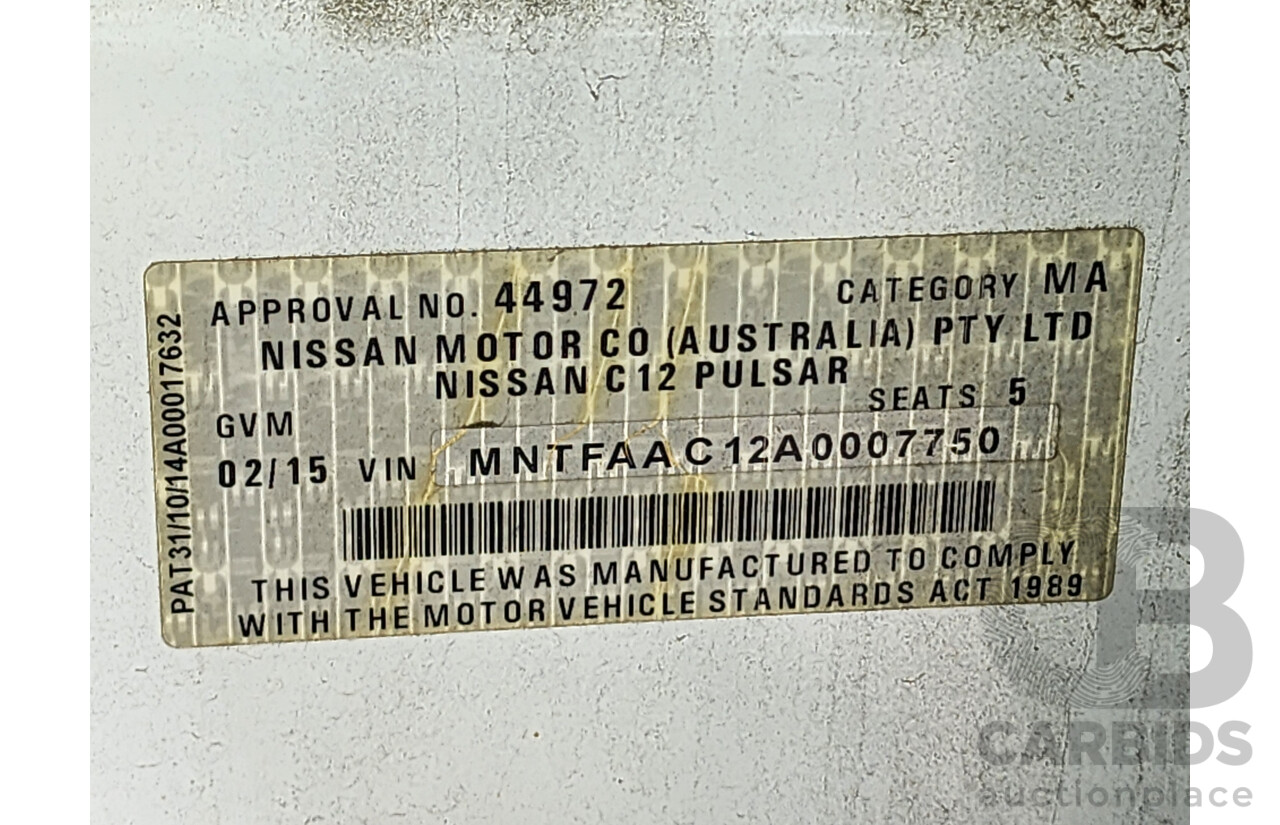 APPROVAL NO. 44972 CATEGORY MA
NISSAN MOTOR CO (AUSTRALIA) PTY LTD
NISSAN C12 PULSAR
GVM SEATS 5
02/15 VIN MNTFAAC12A0007750
THIS VEHICLE WAS MANUFACTURED TO COMPLY
WITH THE MOTOR VEHICLE STANDARDS ACT 1989
PAT31/10/14A00017632
CARBIDS
auctionplace